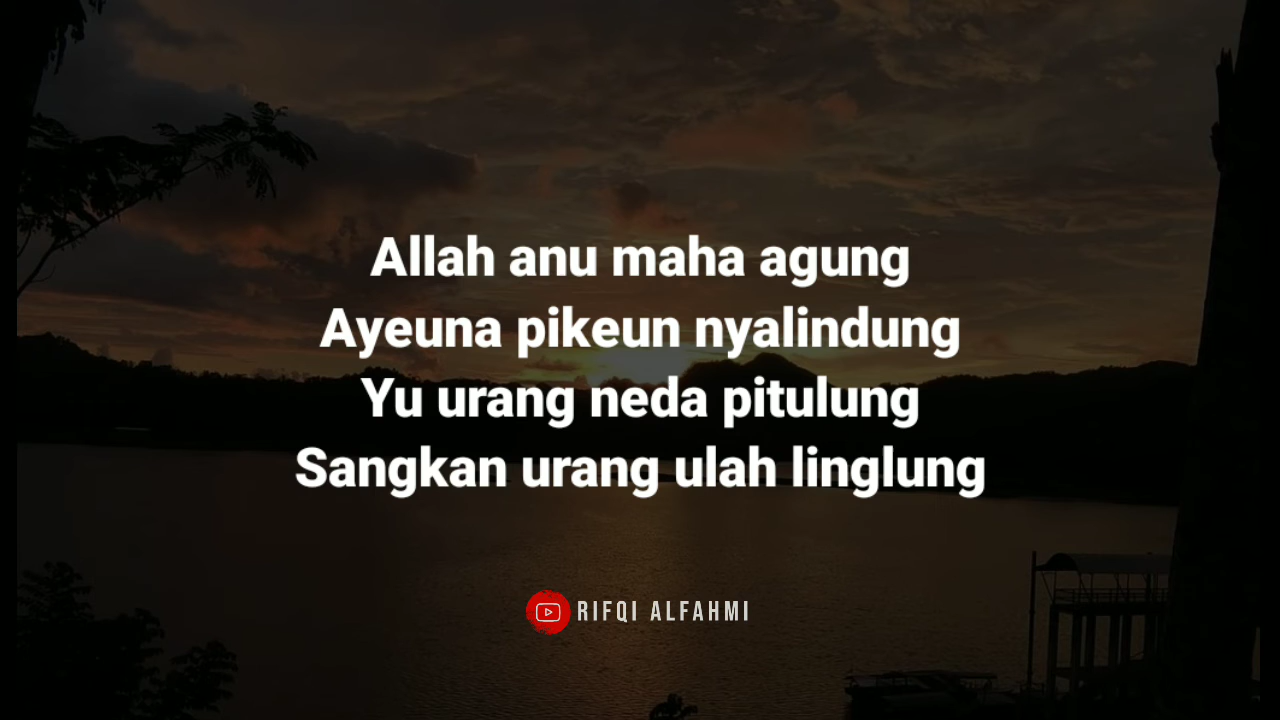 Allah anu maha agung
Ayeuna pikeun nyalindung
Yu urang neda pitulung
Sangkan urang ulah linglung
RIFQI ALFAHMI